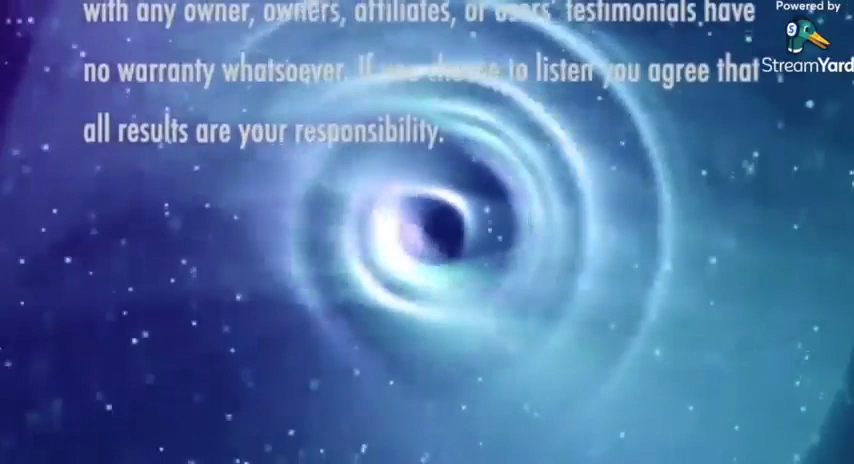 with any owner, owners, affiliates, or users' testimonials have
no warranty whatsoever. If you choose to listen you agree that
all results are your responsibility.
Powered by
S
StreamYard